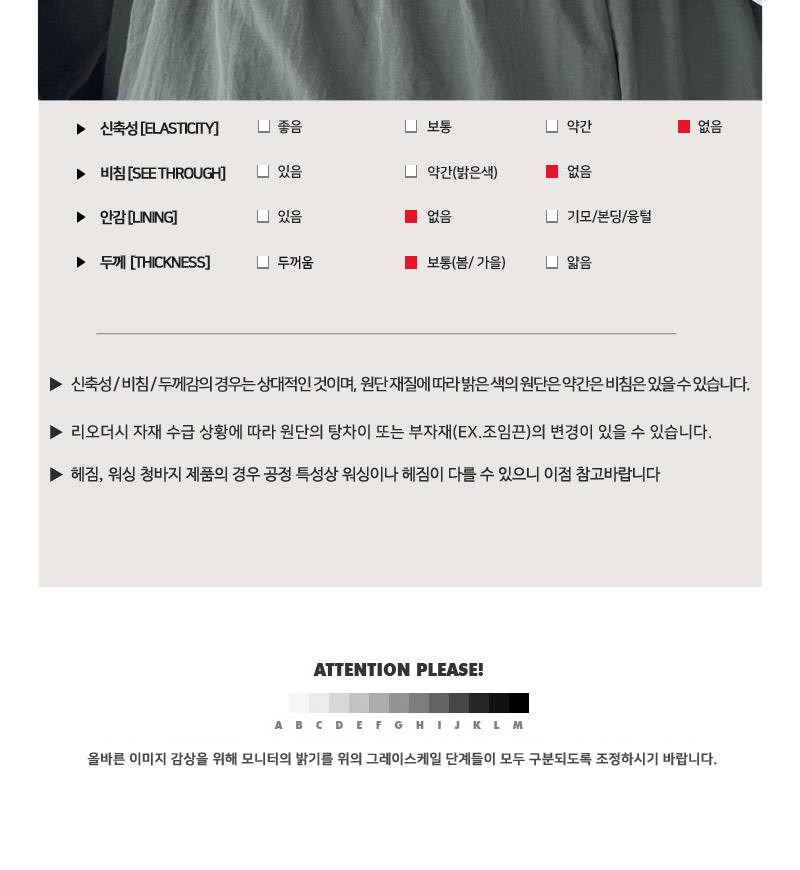 ▶ 신축성 [ELASTICITY] □ 좋음 □ 보통 □ 약간 ■ 없음
▶ 비침 [SEE THROUGH] □ 있음 □ 약간(밝은색) ■ 없음
▶ 안감 [LINING] □ 있음 ■ 없음 □ 기모/본딩/융털
▶ 두께 [THICKNESS] □ 두꺼움 ■ 보통(봄/ 가을) □ 얇음
▶ 신축성 / 비침 / 두께감의 경우는 상대적인 것이며, 원단 재질에 따라 밝은 색의 원단은 약간은 비침은 있을 수 있습니다.
▶ 리오더시 자재 수급 상황에 따라 원단의 탕차이 또는 부자재(EX.조임끈)의 변경이 있을 수 있습니다.
▶ 헤짐, 워싱 청바지 제품의 경우 공정 특성상 워싱이나 헤짐이 다를 수 있으니 이점 참고바랍니다
ATTENTION PLEASE!
A B C D E F G H I J K L M
올바른 이미지 감상을 위해 모니터의 밝기를 위의 그레이스케일 단계들이 모두 구분되도록 조정하시기 바랍니다.